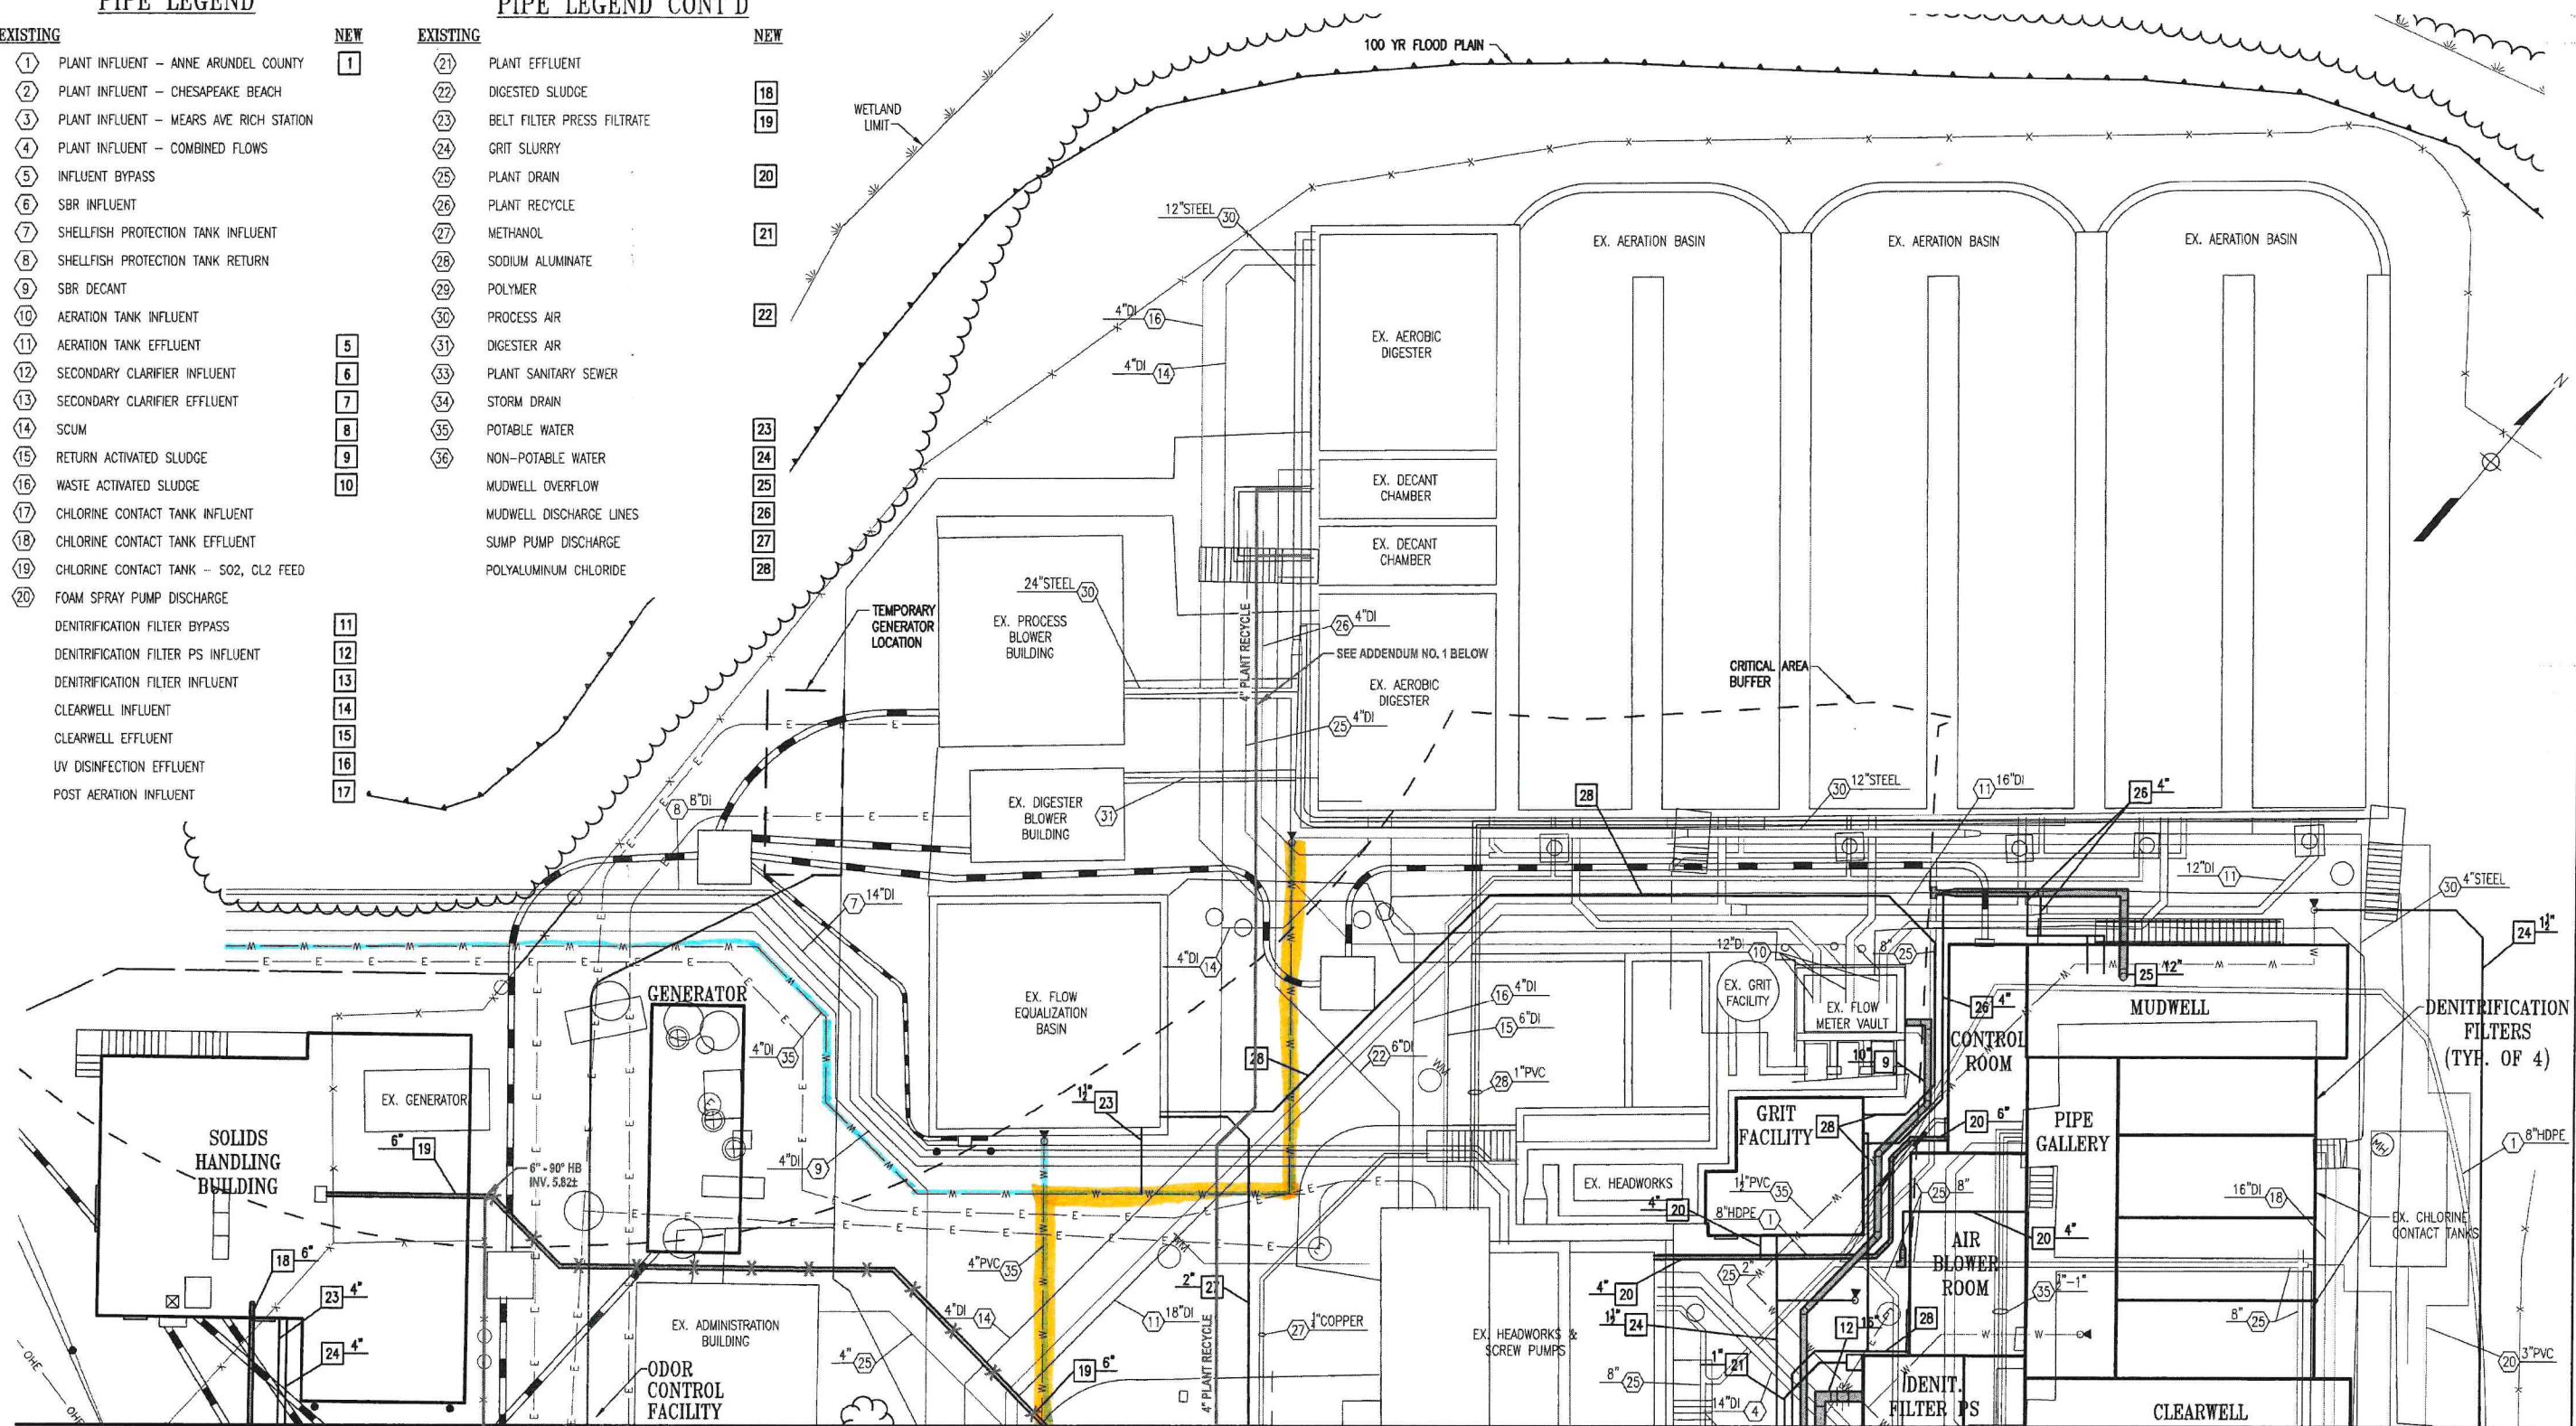 PIPE LEGEND
EXISTING NEW
1 PLANT INFLUENT – ANNE ARUNDEL COUNTY 1
2 PLANT INFLUENT – CHESAPEAKE BEACH
3 PLANT INFLUENT – MEARS AVE RICH STATION
4 PLANT INFLUENT – COMBINED FLOWS
5 INFLUENT BYPASS
6 SBR INFLUENT
7 SHELLFISH PROTECTION TANK INFLUENT
8 SHELLFISH PROTECTION TANK RETURN
9 SBR DECANT
10 AERATION TANK INFLUENT
11 AERATION TANK EFFLUENT 5
12 SECONDARY CLARIFIER INFLUENT 6
13 SECONDARY CLARIFIER EFFLUENT 7
14 SCUM 8
15 RETURN ACTIVATED SLUDGE 9
16 WASTE ACTIVATED SLUDGE 10
17 CHLORINE CONTACT TANK INFLUENT
18 CHLORINE CONTACT TANK EFFLUENT
19 CHLORINE CONTACT TANK – SO2, CL2 FEED
20 FOAM SPRAY PUMP DISCHARGE
DENITRIFICATION FILTER BYPASS 11
DENITRIFICATION FILTER PS INFLUENT 12
DENITRIFICATION FILTER INFLUENT 13
CLEARWELL INFLUENT 14
CLEARWELL EFFLUENT 15
UV DISINFECTION EFFLUENT 16
POST AERATION INFLUENT 17
PIPE LEGEND CONT'D
EXISTING NEW
21 PLANT EFFLUENT
22 DIGESTED SLUDGE 18
23 BELT FILTER PRESS FILTRATE 19
24 GRIT SLURRY
25 PLANT DRAIN 20
26 PLANT RECYCLE
27 METHANOL 21
28 SODIUM ALUMINATE
29 POLYMER
30 PROCESS AIR 22
31 DIGESTER AIR
33 PLANT SANITARY SEWER
34 STORM DRAIN
35 POTABLE WATER 23
36 NON-POTABLE WATER 24
MUDWELL OVERFLOW 25
MUDWELL DISCHARGE LINES 26
SUMP PUMP DISCHARGE 27
POLYALUMINUM CHLORIDE 28
100 YR FLOOD PLAIN
WETLAND
LIMIT
N
12"STEEL 30
4"DI 16
4"DI 14
EX. AEROBIC
DIGESTER
EX. AERATION BASIN
EX. AERATION BASIN
EX. AERATION BASIN
EX. DECANT
CHAMBER
EX. DECANT
CHAMBER
24"STEEL 30
TEMPORARY
GENERATOR
LOCATION
EX. PROCESS
BLOWER
BUILDING
4" PLANT RECYCLE
26 4"DI
SEE ADDENDUM NO. 1 BELOW
EX. AEROBIC
DIGESTER
25 4"DI
CRITICAL AREA
BUFFER
8 8"DI
EX. DIGESTER
BLOWER
BUILDING
31
28
30 12"STEEL
11 16"DI
26 4"
12"DI 11
30 4"STEEL
24 1½"
7 14"DI
4"DI 14
12"DI
10
8"
25
25 12"
MUDWELL
GENERATOR
EX. FLOW
EQUALIZATION
BASIN
16 4"DI
15 6"DI
EX. GRIT
FACILITY
EX. FLOW
METER VAULT
26 4"
CONTROL
ROOM
DENITRIFICATION
FILTERS
(TYP. OF 4)
4"DI 35
28
22 6"DI
WM
28 1"PVC
10"
9
EX. GENERATOR
1½"
23
GRIT
FACILITY
28
20 6"
PIPE
GALLERY
MH
1 8"HDPE
SOLIDS
HANDLING
BUILDING
6"
19
6" - 90° HB
INV. 5.82±
4"DI 9
EX. HEADWORKS
1½"PVC 35
25 8"
16"DI 18
4"
20
8"HDPE 1
20 4"
EX. CHLORINE
CONTACT TANKS
18 6"
23 4"
24 4"
4"PVC 35
WM
2"
27
4"
20
25 2"
AIR
BLOWER
ROOM
35 ½"-1"
EX. ADMINISTRATION
BUILDING
4"DI 14
11 18"DI
27 ¾"COPPER
EX. HEADWORKS &
SCREW PUMPS
1½"
24
12 16"
28
8" 25
4" 25
ODOR
CONTROL
FACILITY
19 6"
4" PLANT RECYCLE
1"
21
8" 25
14"DI 4
DENIT.
FILTER PS
CLEARWELL
20 3"PVC
OHE
OHE